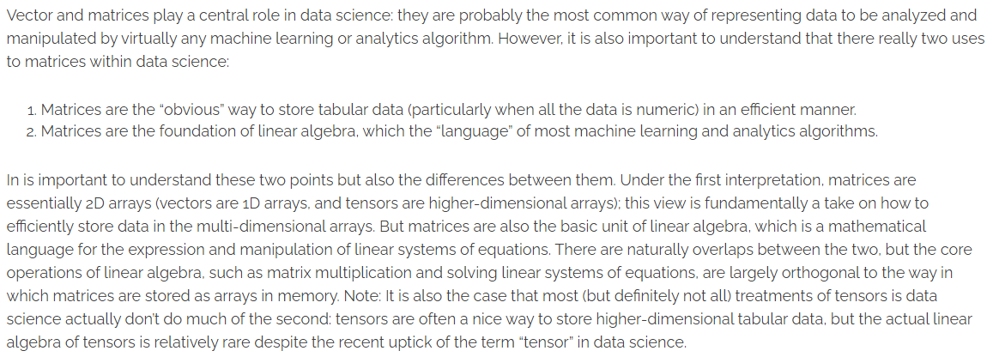 Vector and matrices play a central role in data science: they are probably the most common way of representing data to be analyzed and
manipulated by virtually any machine learning or analytics algorithm. However, it is also important to understand that there really two uses
to matrices within data science:
1. Matrices are the “obvious” way to store tabular data (particularly when all the data is numeric) in an efficient manner.
2. Matrices are the foundation of linear algebra, which the “language” of most machine learning and analytics algorithms.
In is important to understand these two points but also the differences between them. Under the first interpretation, matrices are
essentially 2D arrays (vectors are 1D arrays, and tensors are higher-dimensional arrays); this view is fundamentally a take on how to
efficiently store data in the multi-dimensional arrays. But matrices are also the basic unit of linear algebra, which is a mathematical
language for the expression and manipulation of linear systems of equations. There are naturally overlaps between the two, but the core
operations of linear algebra, such as matrix multiplication and solving linear systems of equations, are largely orthogonal to the way in
which matrices are stored as arrays in memory. Note: It is also the case that most (but definitely not all) treatments of tensors is data
science actually don't do much of the second: tensors are often a nice way to store higher-dimensional tabular data, but the actual linear
algebra of tensors is relatively rare despite the recent uptick of the term “tensor” in data science.